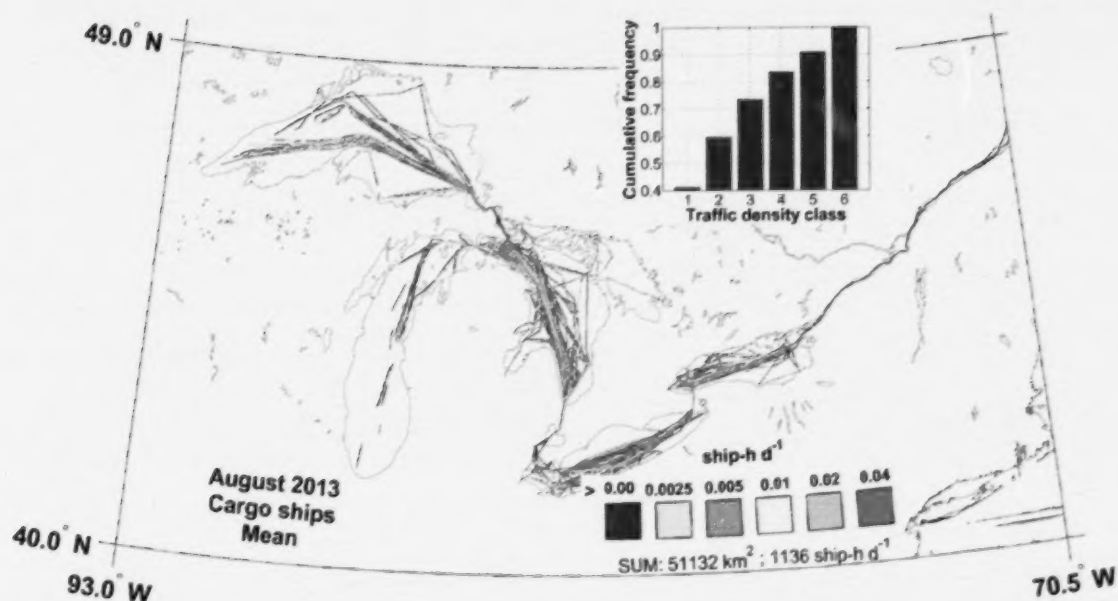 49.0° N
Cumulative frequency
1
0.9
0.8
0.7
0.6
0.5
0.4
1 2 3 4 5 6
Traffic density class
August 2013
Cargo ships
Mean
ship-h d⁻¹
> 0.00 0.0025 0.005 0.01 0.02 0.04
SUM: 51132 km² ; 1136 ship-h d⁻¹
40.0° N
93.0° W
70.5° W